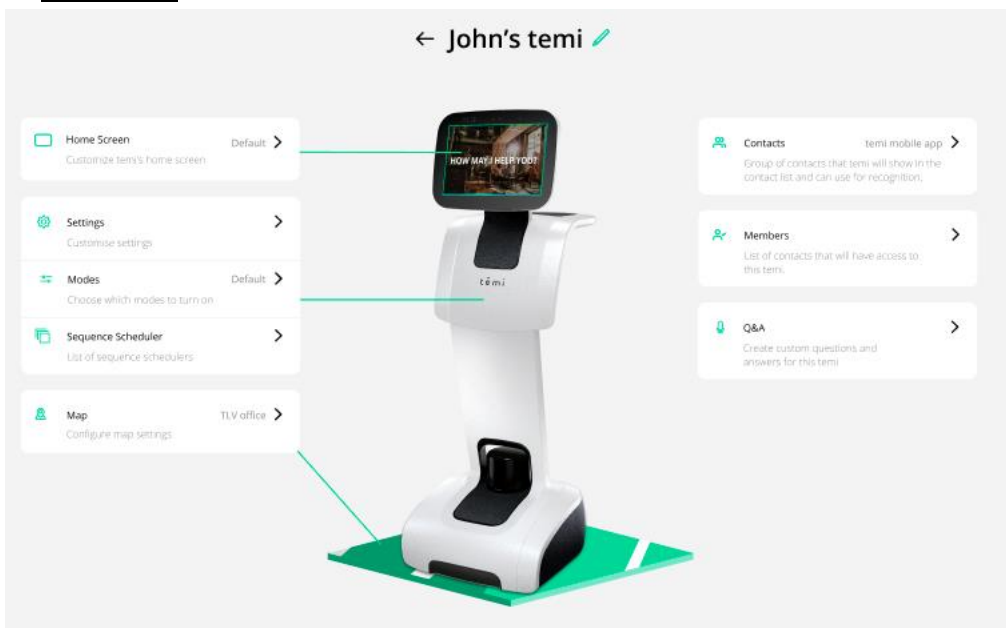 ← John's temi
Home Screen
Default
Customize temi's home screen
Settings
Customise settings
Modes
Default
Choose which modes to turn on
Sequence Scheduler
List of sequence schedulers
Map
TLV office
Configure map settings
HOW MAY I HELP YOU?
temi
Contacts
temi mobile app
Group of contacts that temi will show in the
contact list and can use for recognition.
Members
List of contacts that will have access to
this temi.
Q&A
Create custom questions and
answers for this temi